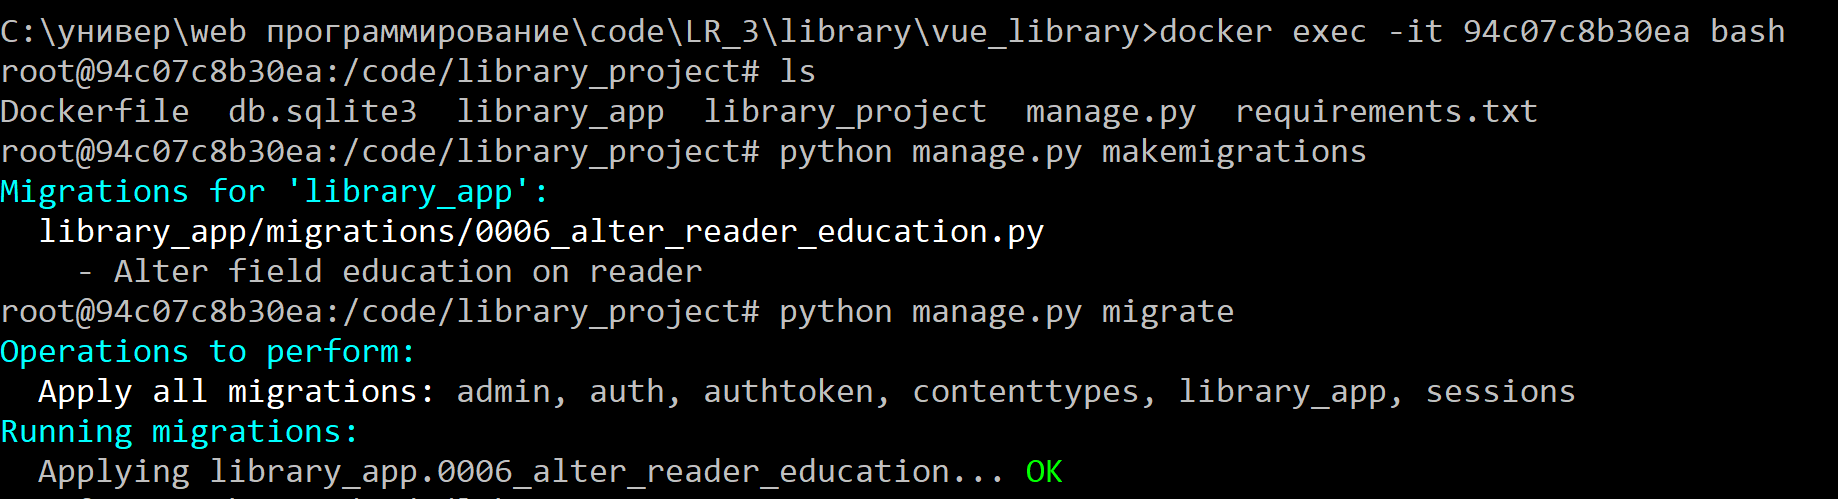 C:\универ\web программирование\code\LR_3\library\vue_library>docker exec -it 94c07c8b30ea bash
root@94c07c8b30ea:/code/library_project# ls
Dockerfile  db.sqlite3  library_app  library_project  manage.py  requirements.txt
root@94c07c8b30ea:/code/library_project# python manage.py makemigrations
Migrations for 'library_app':
  library_app/migrations/0006_alter_reader_education.py
    - Alter field education on reader
root@94c07c8b30ea:/code/library_project# python manage.py migrate
Operations to perform:
  Apply all migrations: admin, auth, authtoken, contenttypes, library_app, sessions
Running migrations:
  Applying library_app.0006_alter_reader_education... OK